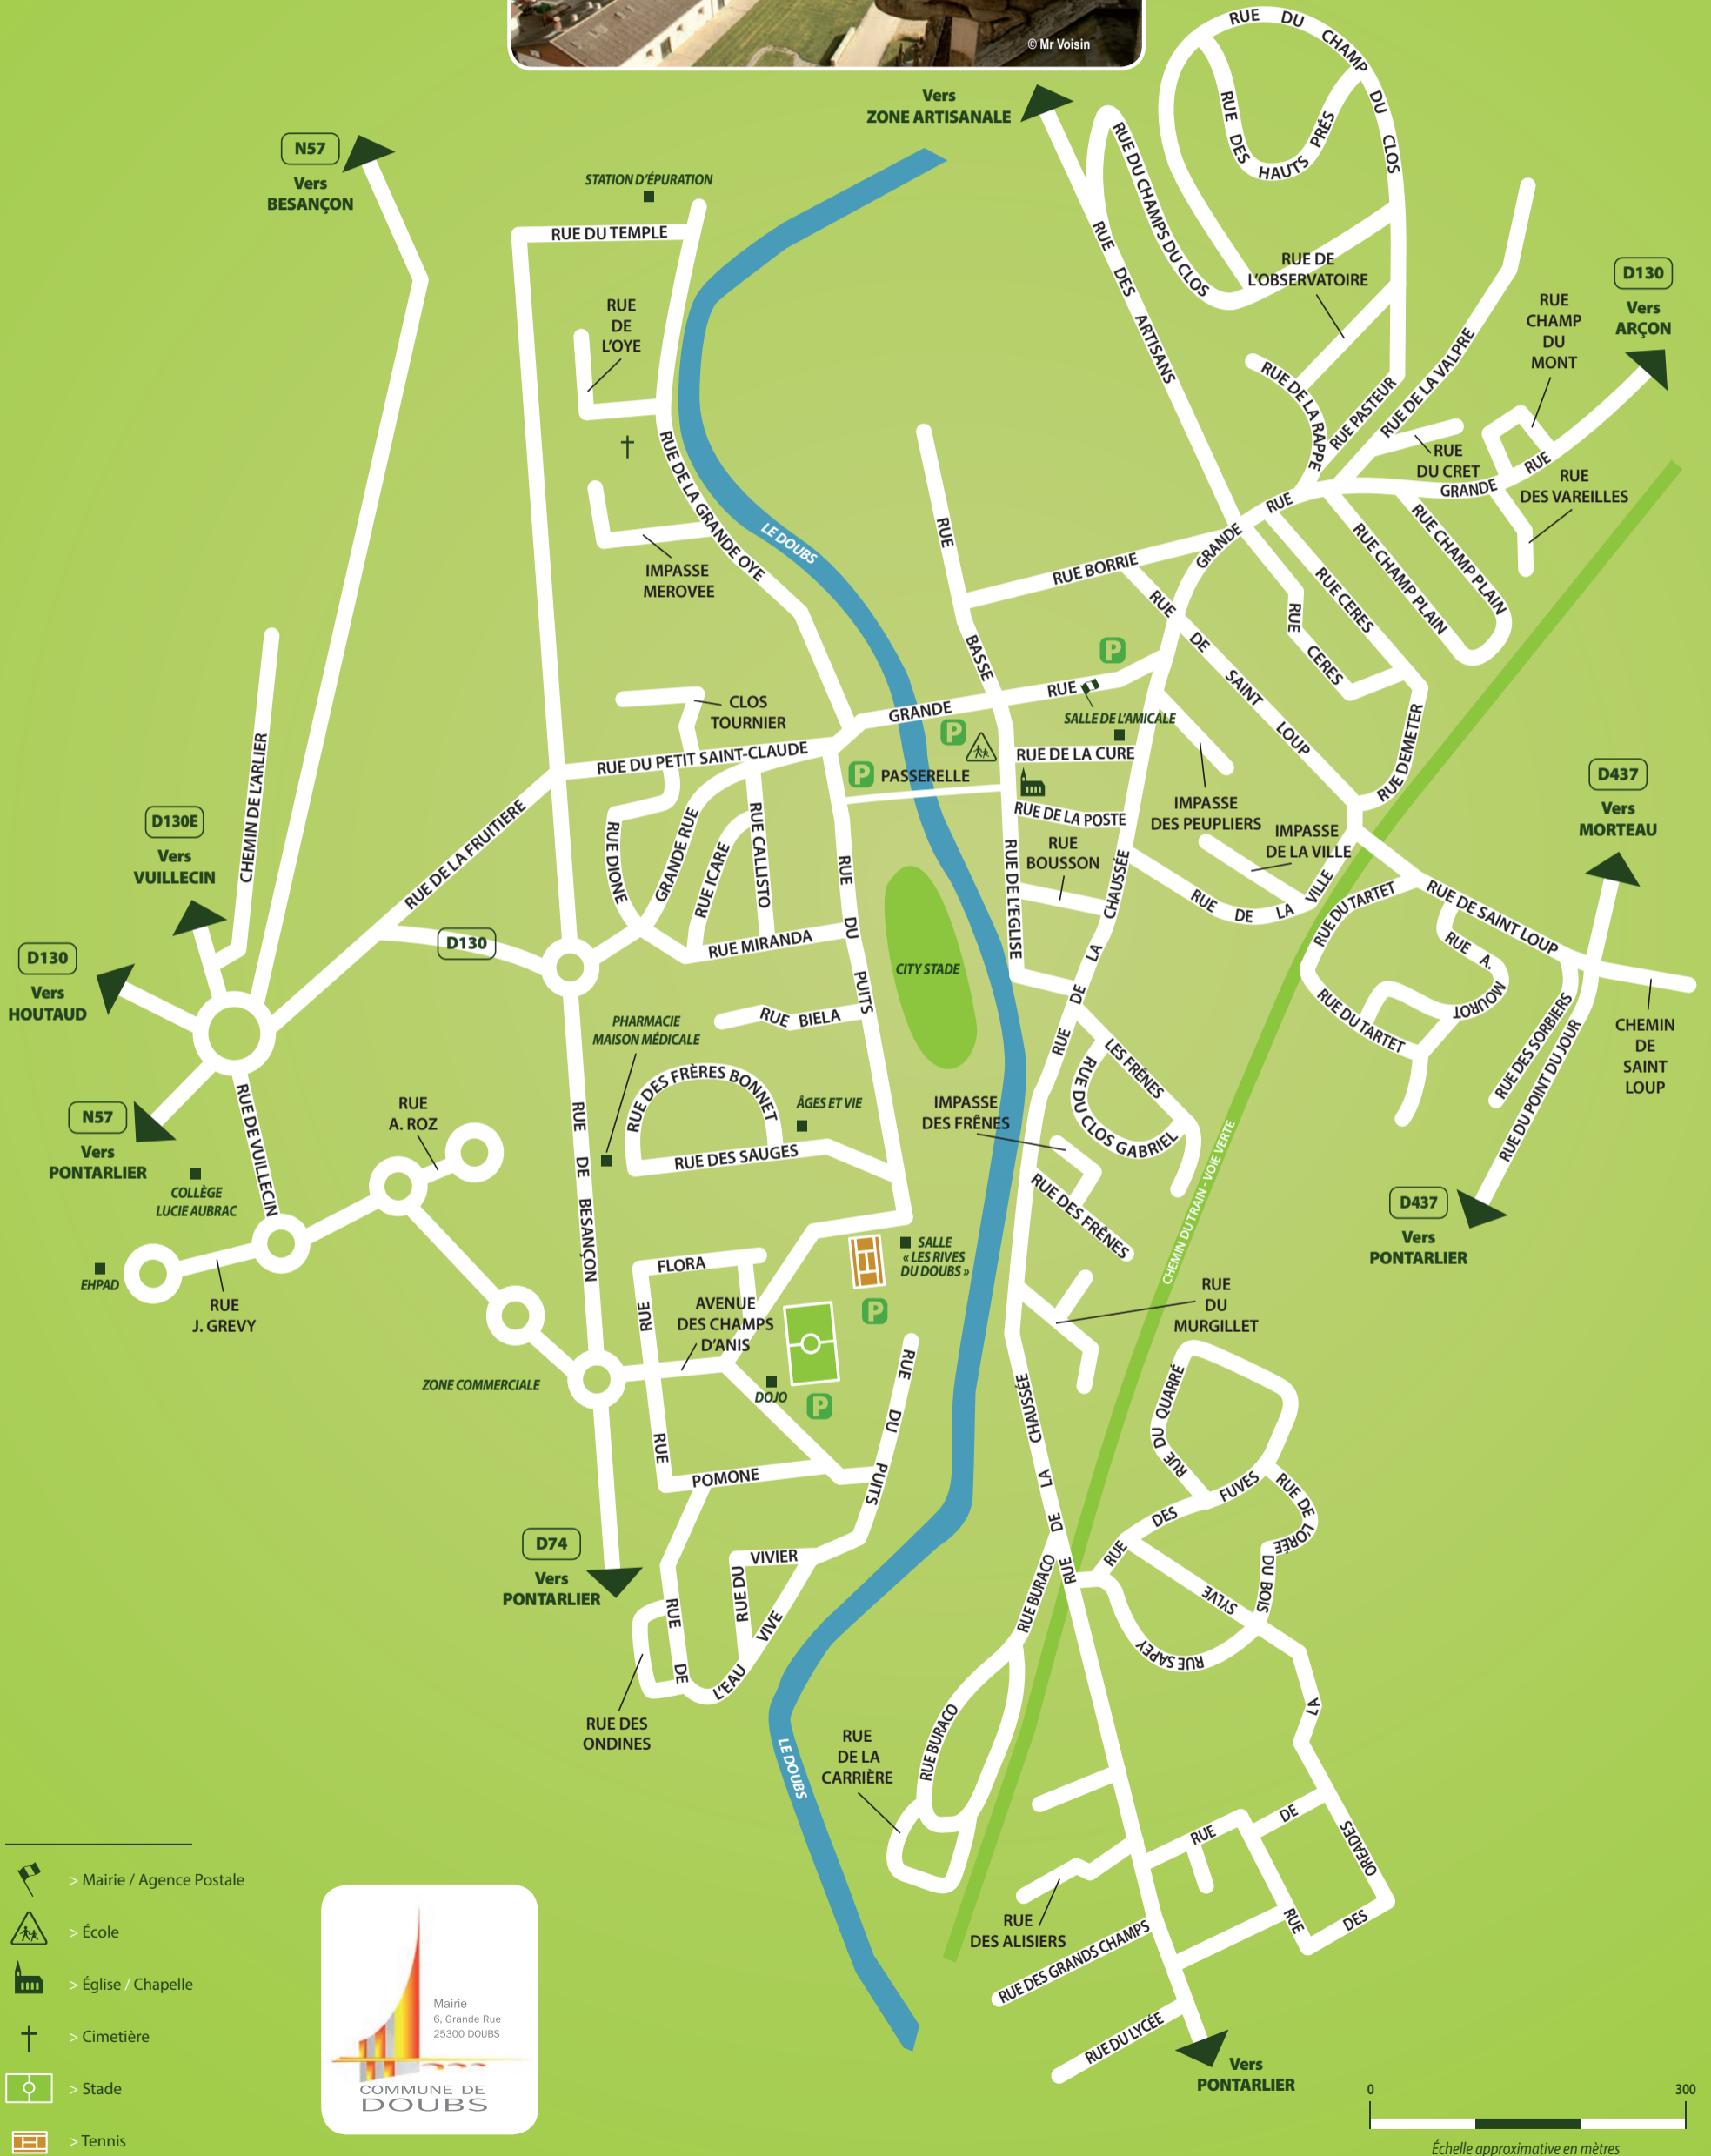 © Mr Voisin
Vers
ZONE ARTISANALE
RUE DU CHAMP DU CLOS
RUE DES HAUTS PRÉS
RUE DU CHAMPS DU CLOS
N57
Vers
BESANÇON
STATION D'ÉPURATION
RUE DU TEMPLE
RUE DES ARTISANS
RUE DE
L'OBSERVATOIRE
RUE
CHAMP
DU
MONT
D130
Vers
ARÇON
RUE
DE
L'OYE
RUE DE LA RAPPE
RUE PASTEUR
RUE DE LA VALPRE
RUE
DU CRET
GRANDE RUE
RUE
DES VAREILLES
RUE DE LA GRANDE OYE
LE DOUBS
IMPASSE
MEROVEE
RUE BASSE
RUE BORRIE
GRANDE RUE
RUE CHAMP PLAIN
RUE CHAMP PLAIN
RUE CERES
RUE CERES
RUE DE SAINT LOUP
P
CLOS
TOURNIER
GRANDE RUE
SALLE DE L'AMICALE
RUE DEMETER
RUE DU PETIT SAINT-CLAUDE
P
P
PASSERELLE
RUE DE LA CURE
RUE DE LA POSTE
IMPASSE
DES PEUPLIERS
IMPASSE
DE LA VILLE
D437
Vers
MORTEAU
CHEMIN DE L'ARLIER
D130E
Vers
VUILLECIN
RUE DE LA FRUITIERE
RUE DIONE
GRANDE RUE
RUE ICARE
RUE CALLISTO
RUE DU PUITS
RUE
BOUSSON
RUE DE L'EGLISE
RUE DE LA CHAUSSÉE
RUE DE LA VILLE
RUE DU TARTET
RUE DE SAINT LOUP
RUE A. MOUROT
D130
D130
Vers
HOUTAUD
RUE MIRANDA
CITY STADE
RUE DU TARTET
RUE DES SORBIERS
RUE DU POINT DU JOUR
CHEMIN
DE
SAINT
LOUP
RUE BIELA
PHARMACIE
MAISON MÉDICALE
RUE DES FRÈRES BONNET
ÂGES ET VIE
LES FRÊNES
RUE DU CLOS GABRIEL
IMPASSE
DES FRÊNES
RUE DES FRÊNES
CHEMIN DU TRAIN - VOIE VERTE
N57
Vers
PONTARLIER
RUE DE VUILLECIN
COLLÈGE
LUCIE AUBRAC
RUE
A. ROZ
RUE DE BESANÇON
RUE DES SAUGES
D437
Vers
PONTARLIER
EHPAD
RUE
J. GREVY
RUE FLORA
SALLE
« LES RIVES
DU DOUBS »
P
AVENUE
DES CHAMPS
D'ANIS
RUE
DU
MURGILLET
ZONE COMMERCIALE
DOJO
P
RUE DU PUITS
RUE POMONE
RUE DE LA CHAUSSÉE
RUE DU QUARRÉ
RUE DES FUVES
RUE DE L'ORÉE DU BOIS
D74
Vers
PONTARLIER
RUE DU VIVIER
RUE DE L'EAU VIVE
RUE DES
ONDINES
RUE BURACO
RUE BURACO
RUE SAPEY
SYLVE
LA
LE DOUBS
RUE
DE LA
CARRIÈRE
RUE DE
RUE DES OREADES
RUE
DES ALISIERS
RUE DES GRANDS CHAMPS
RUE DU LYCÉE
Vers
PONTARLIER
> Mairie / Agence Postale
> École
> Église / Chapelle
> Cimetière
> Stade
> Tennis
Mairie
6, Grande Rue
25300 DOUBS
COMMUNE DE
DOUBS
0 300
Échelle approximative en mètres